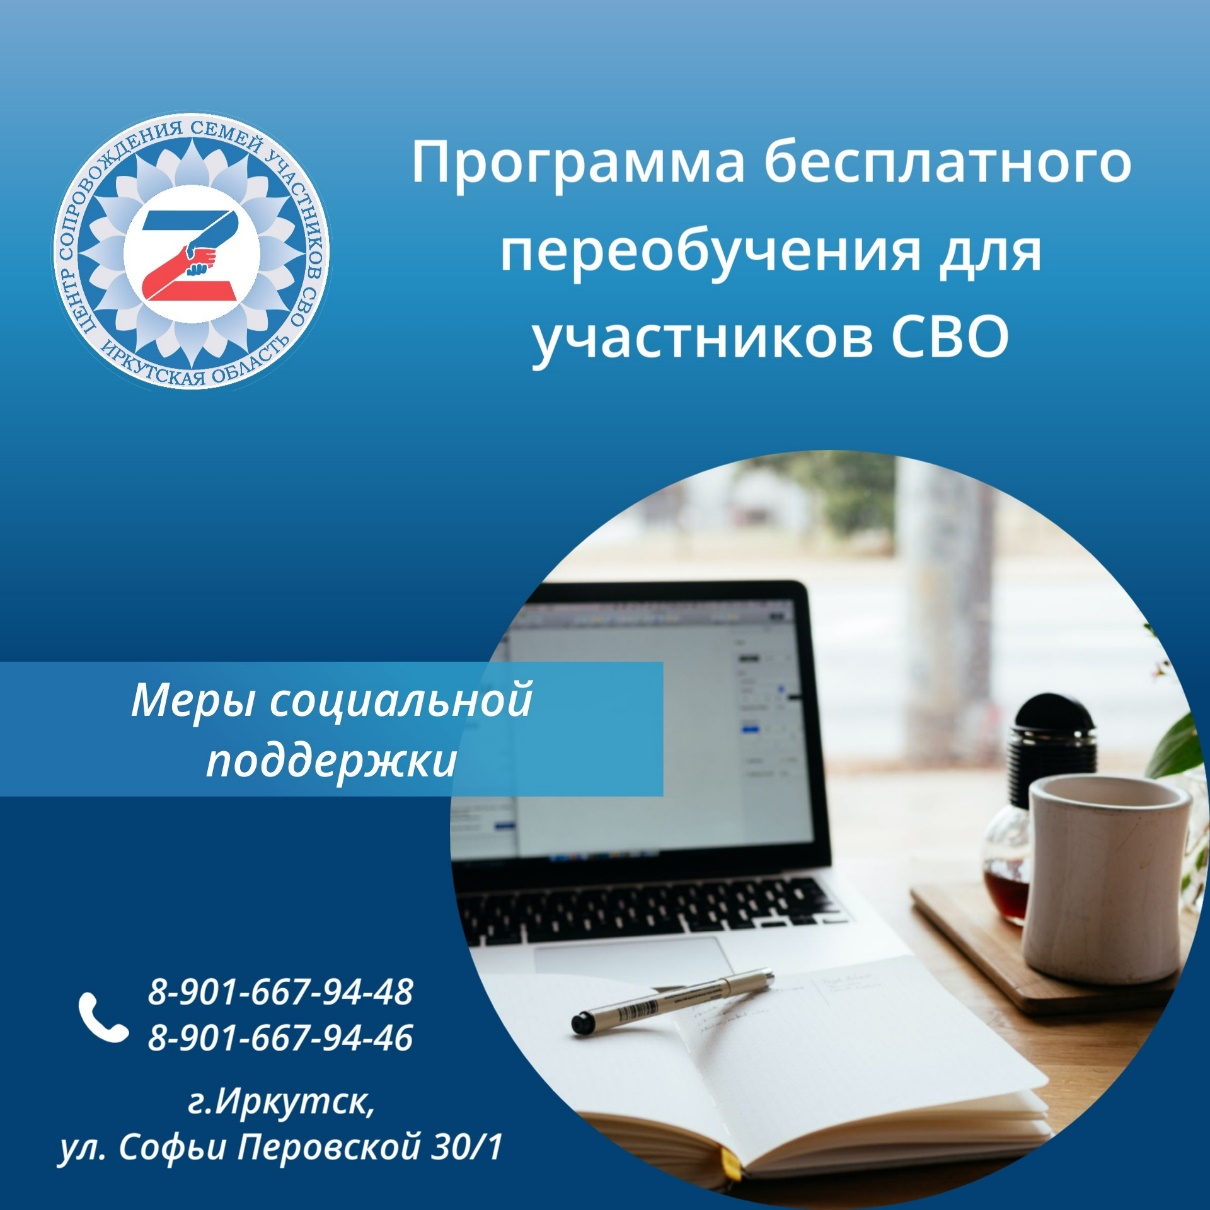 ЦЕНТР СОПРОВОЖДЕНИЯ СЕМЕЙ УЧАСТНИКОВ СВО
ИРКУТСКАЯ ОБЛАСТЬ
Z
Программа бесплатного
переобучения для
участников СВО
Меры социальной
поддержки
8-901-667-94-48
8-901-667-94-46
г.Иркутск,
ул. Софьи Перовской 30/1